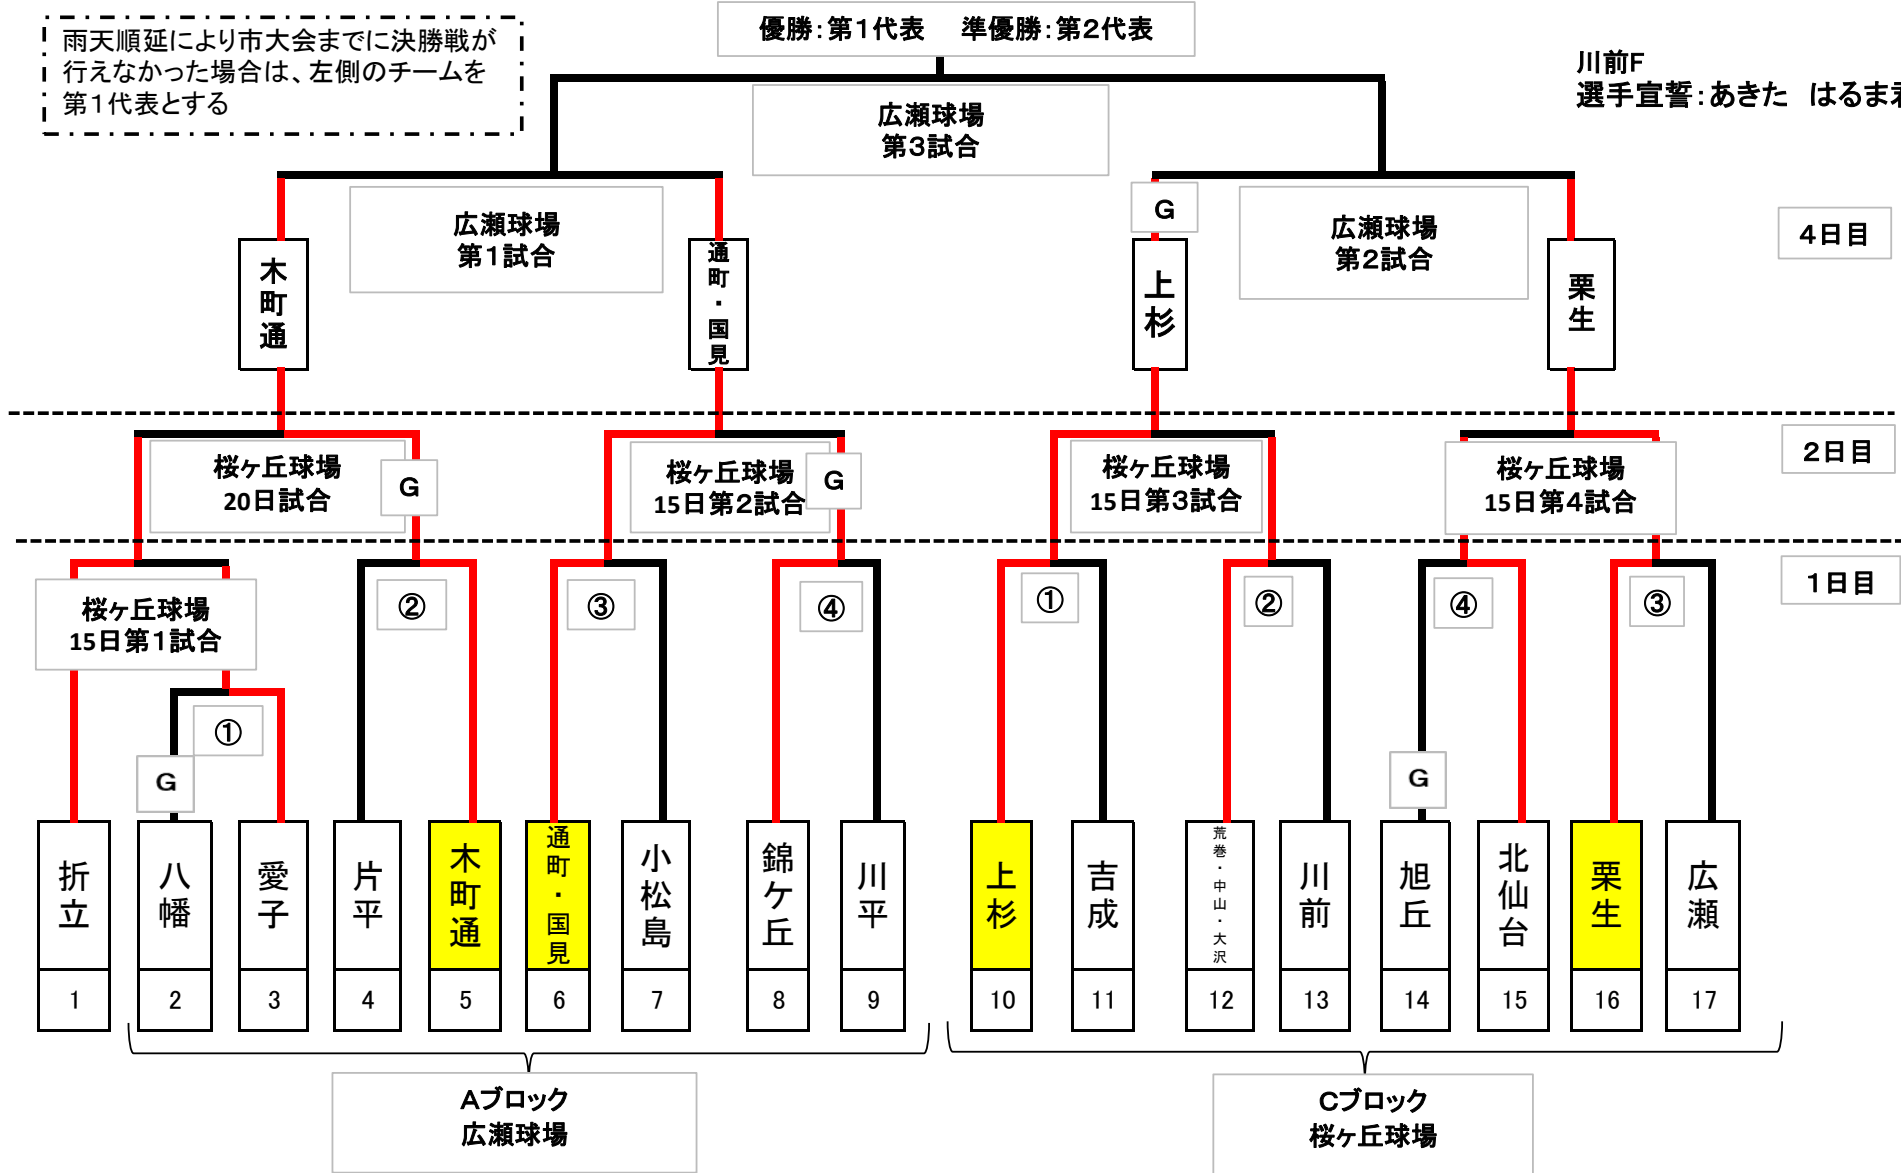 雨天順延により市大会までに決勝戦が
行えなかった場合は、左側のチームを
第1代表とする
優勝：第1代表　準優勝：第2代表
川前F
選手宣誓：あきた　はるま君
広瀬球場
第3試合
広瀬球場
第1試合
G
広瀬球場
第2試合
4日目
木町通
通町・国見
上杉
栗生
桜ヶ丘球場
20日試合
G
桜ヶ丘球場
15日第2試合
G
桜ヶ丘球場
15日第3試合
桜ヶ丘球場
15日第4試合
2日目
桜ヶ丘球場
15日第1試合
②
③
④
①
②
④
③
1日目
①
G
G
折立
八幡
愛子
片平
木町通
通町・国見
小松島
錦ケ丘
川平
上杉
吉成
荒巻・中山・大沢
川前
旭丘
北仙台
栗生
広瀬
1
2
3
4
5
6
7
8
9
10
11
12
13
14
15
16
17
Aブロック
広瀬球場
Cブロック
桜ヶ丘球場